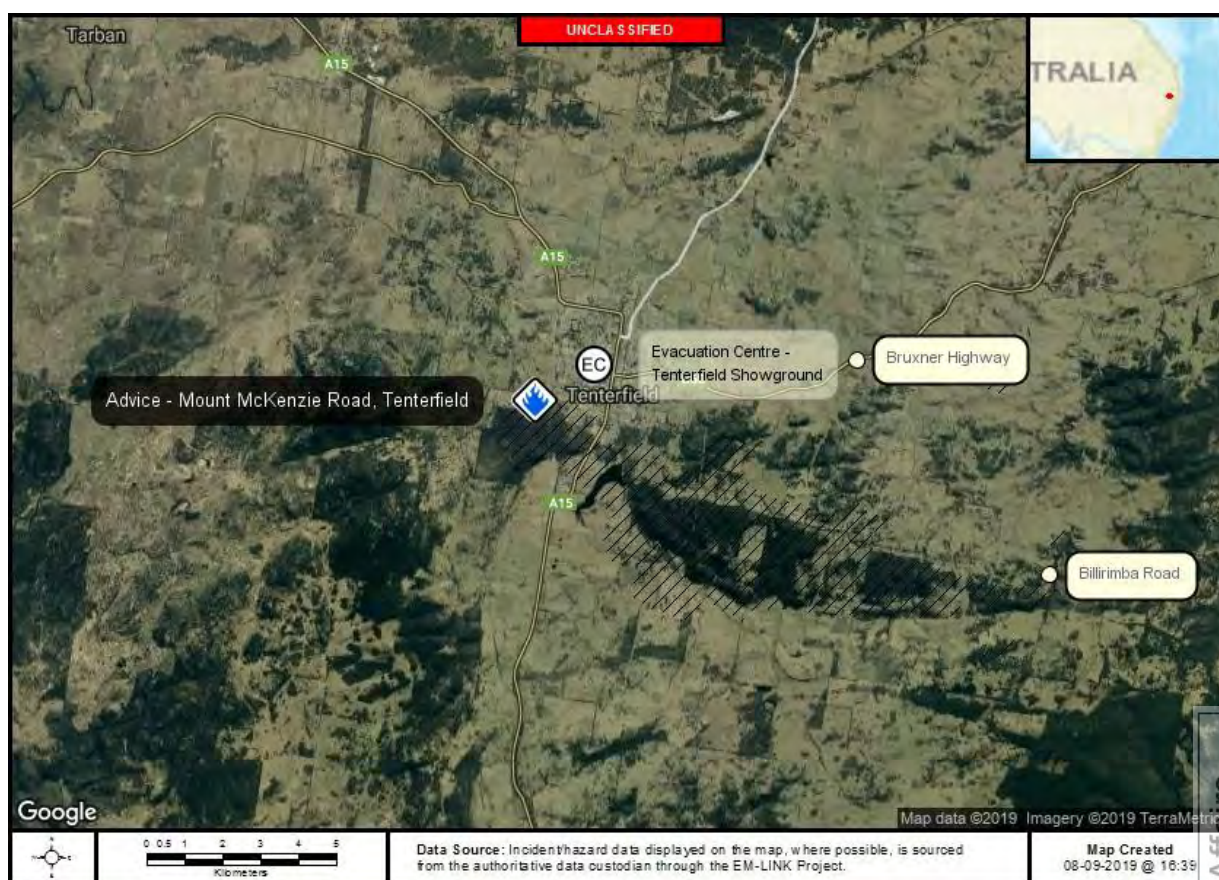 UNCLASSIFIED
Tarban
A15
TRALIA
A15
EC
Evacuation Centre -
Tenterfield Showground
Bruxner Highway
Advice - Mount McKenzie Road, Tenterfield
Tenterfield
A15
Billirimba Road
Google
Map data ©2019 Imagery ©2019 TerraMetric
0 0.5 1 2 3 4 5
Kilometers
Data Source: Incident/hazard data displayed on the map, where possible, is sourced
from the authoritative data custodian through the EM-LINK Project.
Map Created
08-09-2019 @ 16:39